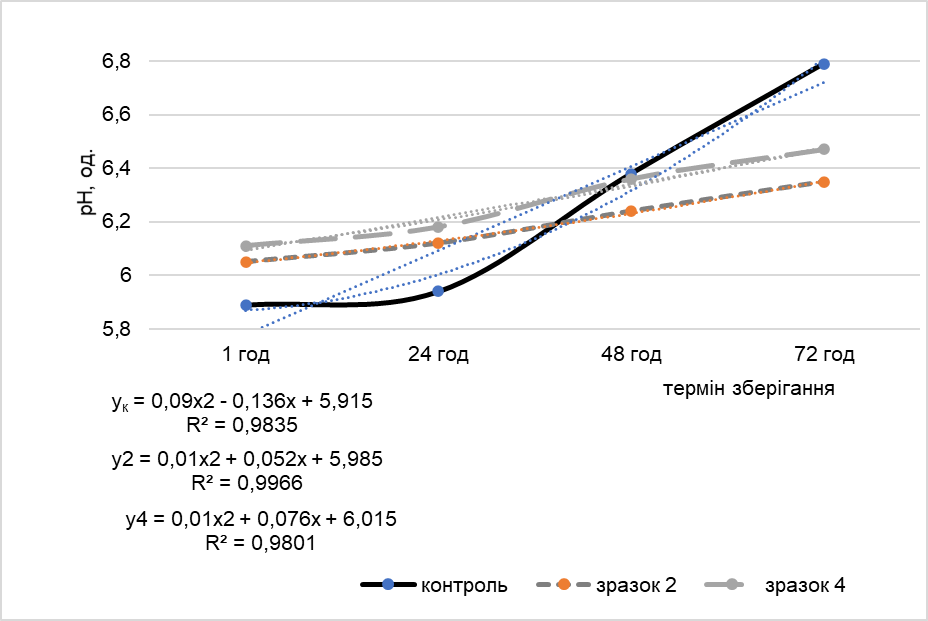 6,8
6,6
6,4
6,2
6
5,8
рН, од.
1 год
24 год
48 год
72 год
термін зберігання
yк = 0,09x2 - 0,136x + 5,915
R² = 0,9835
y2 = 0,01x2 + 0,052x + 5,985
R² = 0,9966
y4 = 0,01x2 + 0,076x + 6,015
R² = 0,9801
контроль
зразок 2
зразок 4